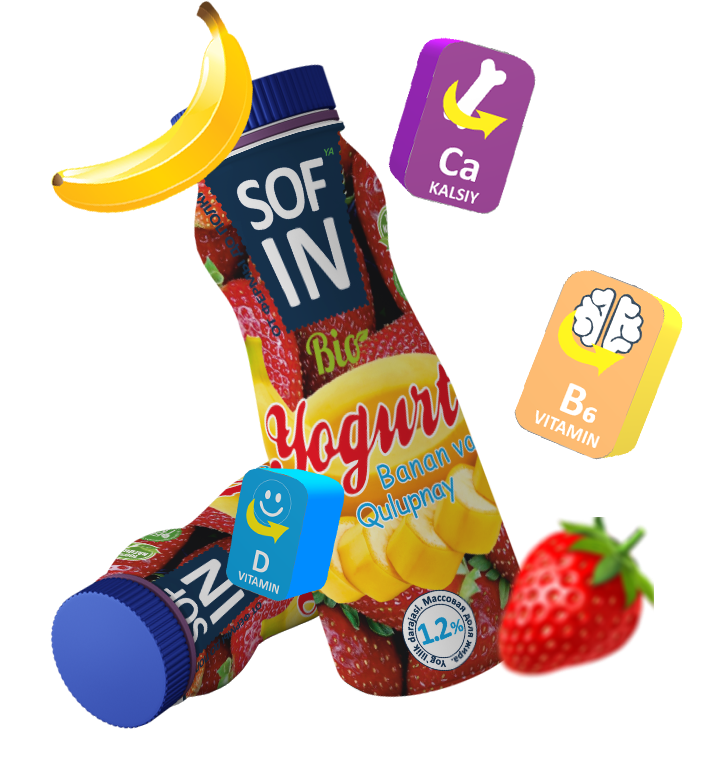 YA
SOF
IN
Bio
Yogurt
Banan va
Qulupnay
Массовая доля жира.
1.2%
Yog'lilik darajasi.
Ca
KALSIY
B6
VITAMIN
D
VITAMIN
SOF
IN